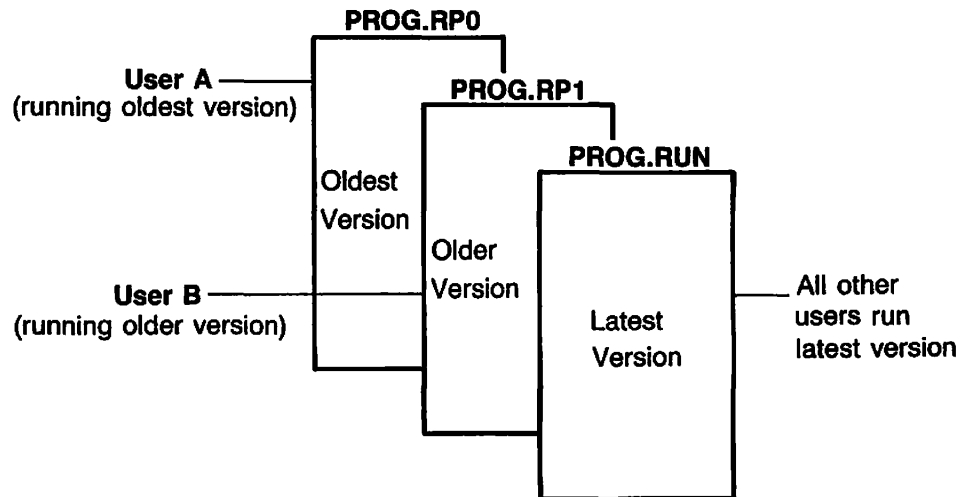 PROG.RP0
User A
(running oldest version)
PROG.RP1
PROG.RUN
Oldest
Version
Older
Version
User B
(running older version)
Latest
Version
All other
users run
latest version